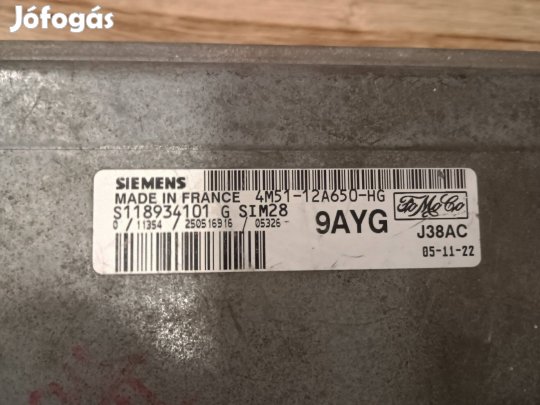 Jófogás
SIEMENS
MADE IN FRANCE 4M51-12A650-HG
S118934101 G SIM28
0 / 11354 / 250516916 / 05326-
9AYG
FoMoCo
J38AC
05-11-22